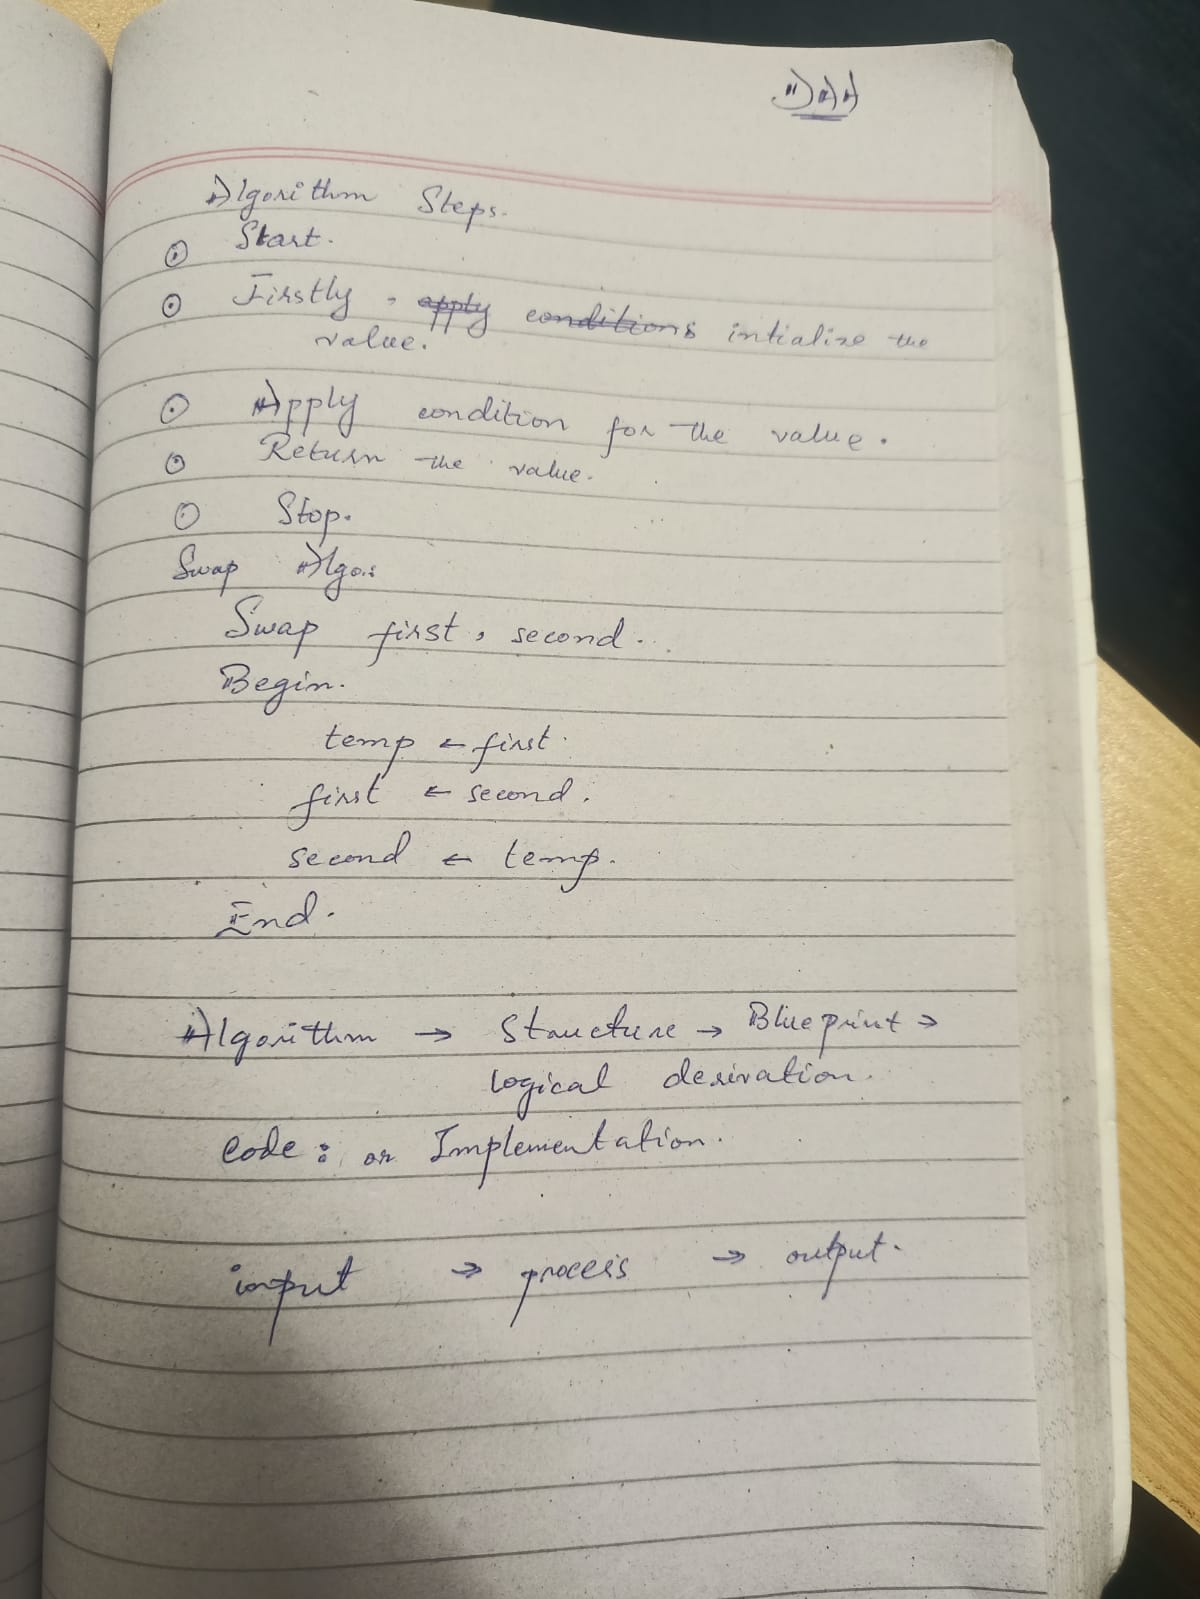 DAA
Algorithm Steps.
Start.
Firstly, apply conditions intialize the
value.
Apply condition for the value.
Return the value.
Stop.
Swap Algo:
Swap first, second.
Begin.
temp ← first.
first ← second.
second ← temp.
End.
Algorithm → Structure → Blueprint →
logical derivation.
Code: or Implementation.
input → process → output.